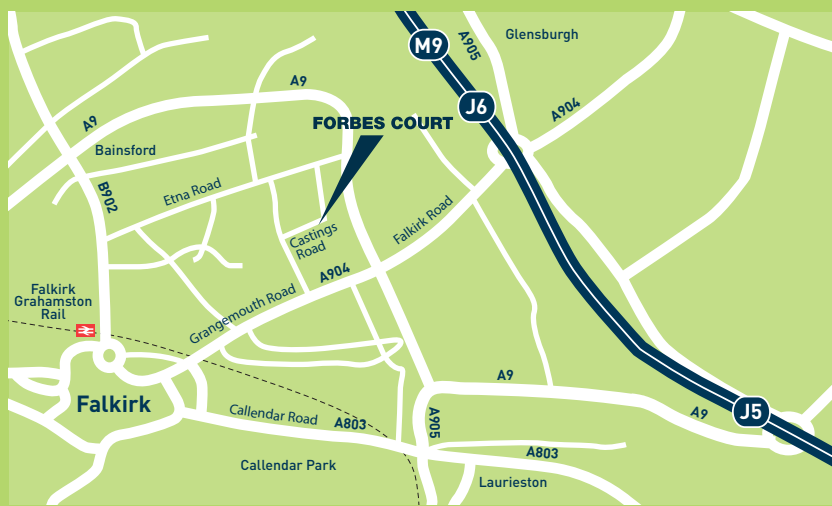 M9
A905
Glensburgh
A9
J6
A904
FORBES COURT
A9
Bainsford
B902
Etna Road
Castings
Road
Falkirk Road
A904
Falkirk
Grahamston
Rail
Grangemouth Road
A9
Falkirk
Callendar Road
A803
A905
A9
J5
A803
Callendar Park
Laurieston